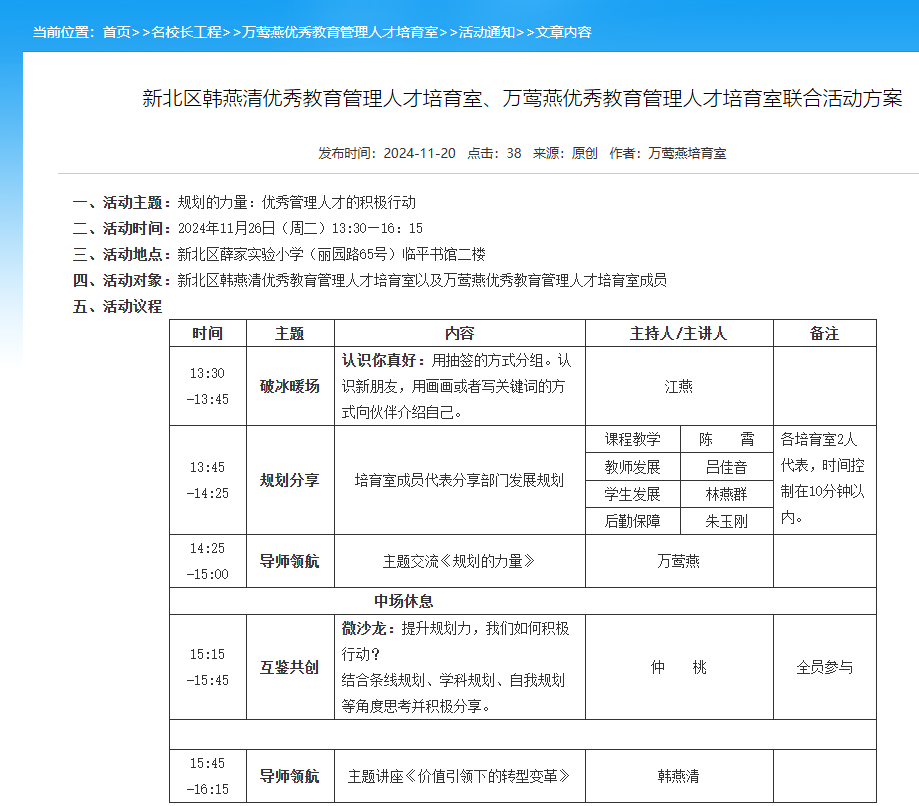 当前位置：首页>>名校长工程>>万莺燕优秀教育管理人才培育室>>活动通知>>文章内容
新北区韩燕清优秀教育管理人才培育室、万莺燕优秀教育管理人才培育室联合活动方案
发布时间：2024-11-20 点击：38 来源：原创 作者：万莺燕培育室
一、活动主题：规划的力量：优秀管理人才的积极行动
二、活动时间：2024年11月26日（周二）13:30—16：15
三、活动地点：新北区薛家实验小学（丽园路65号）临平书馆二楼
四、活动对象：新北区韩燕清优秀教育管理人才培育室以及万莺燕优秀教育管理人才培育室成员
五、活动议程
时间 主题 内容 主持人/主讲人 备注
13:30
-13:45
破冰暖场
认识你真好：用抽签的方式分组。认
识新朋友，用画画或者写关键词的方
式向伙伴介绍自己。
江燕
13:45
-14:25
规划分享
培育室成员代表分享部门发展规划
课程教学 陈 霄
教师发展 吕佳音
学生发展 林燕群
后勤保障 朱玉刚
各培育室2人
代表，时间控
制在10分钟以
内。
14:25
-15:00
导师领航
主题交流《规划的力量》
万莺燕
中场休息
15:15
-15:45
互鉴共创
微沙龙：提升规划力，我们如何积极
行动？
结合条线规划、学科规划、自我规划
等角度思考并积极分享。
仲 桃
全员参与
15:45
-16:15
导师领航
主题讲座《价值引领下的转型变革》
韩燕清